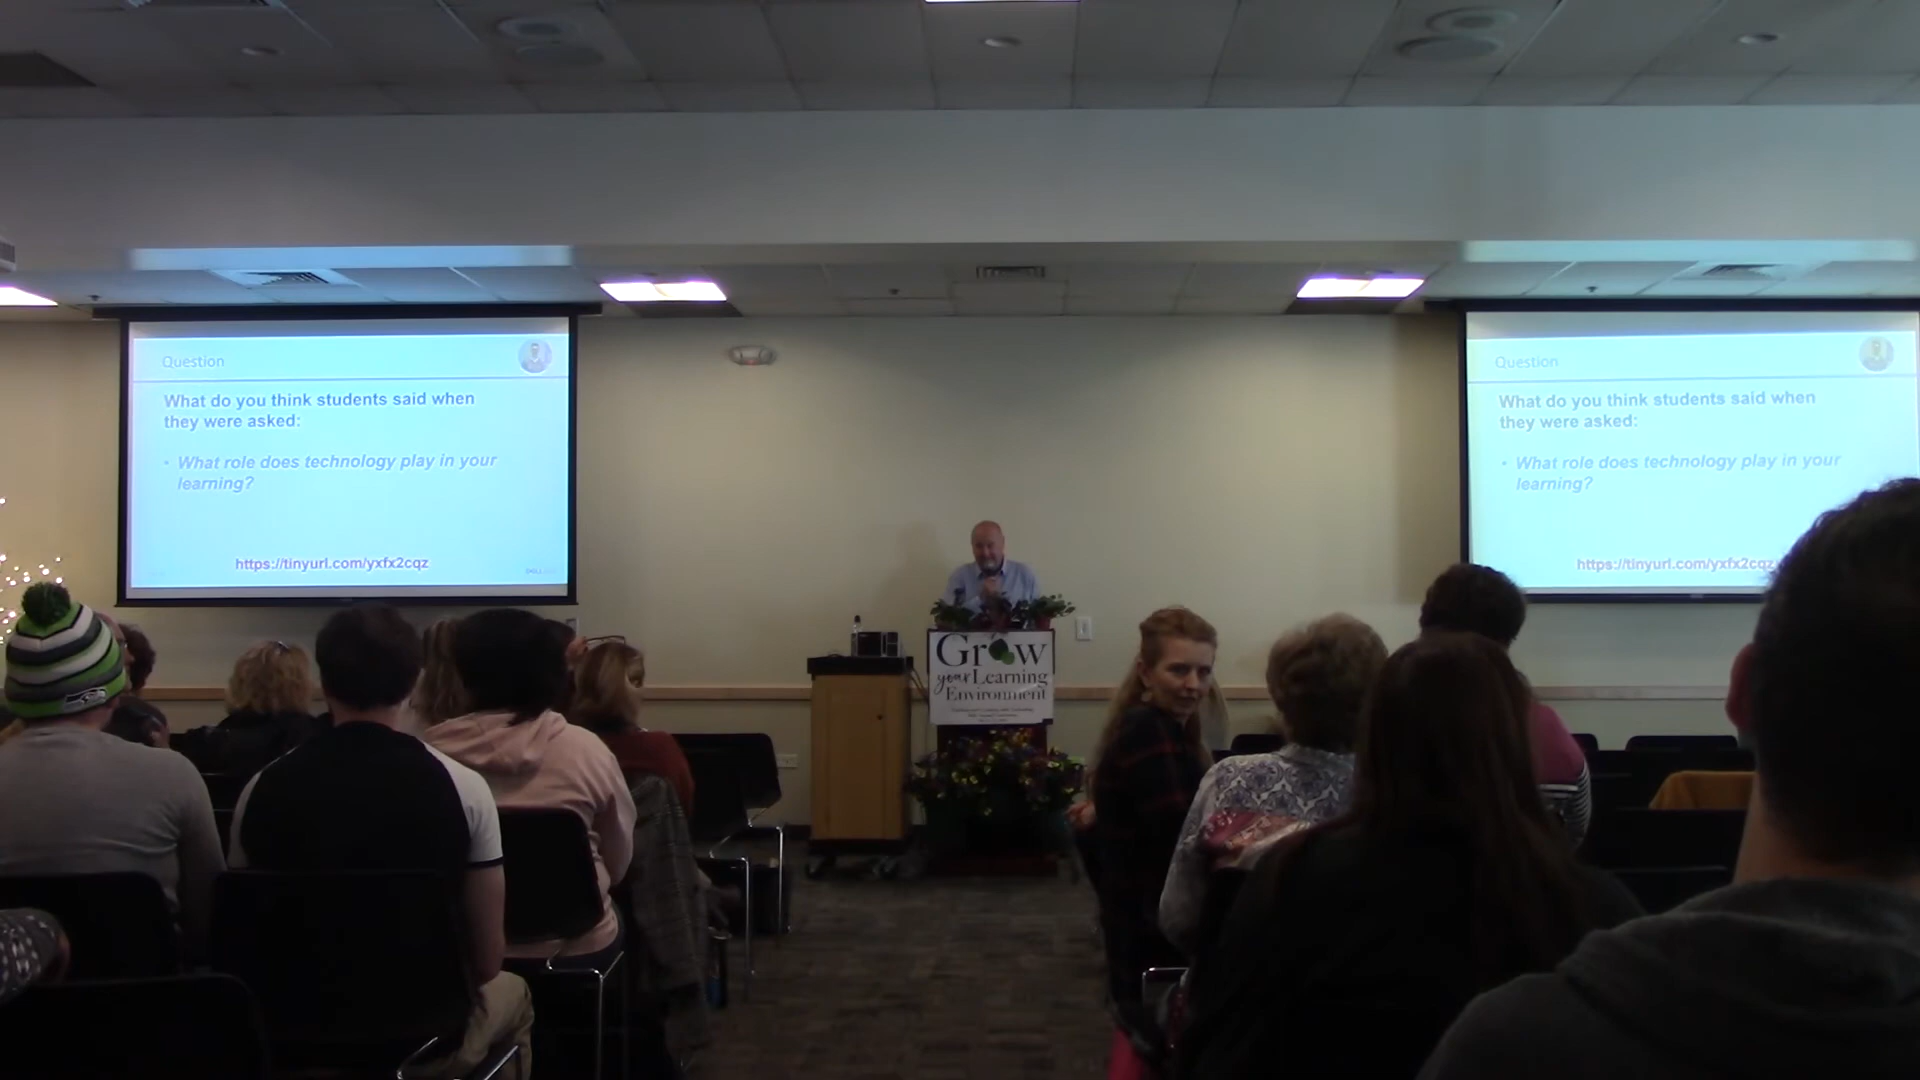 Question
What do you think students said when
they were asked:
• What role does technology play in your
learning?
https://tinyurl.com/yxfx2cqz
DELL
Question
What do you think students said when
they were asked:
• What role does technology play in your
learning?
https://tinyurl.com/yxfx2cqz
Grow
your Learning
Environment